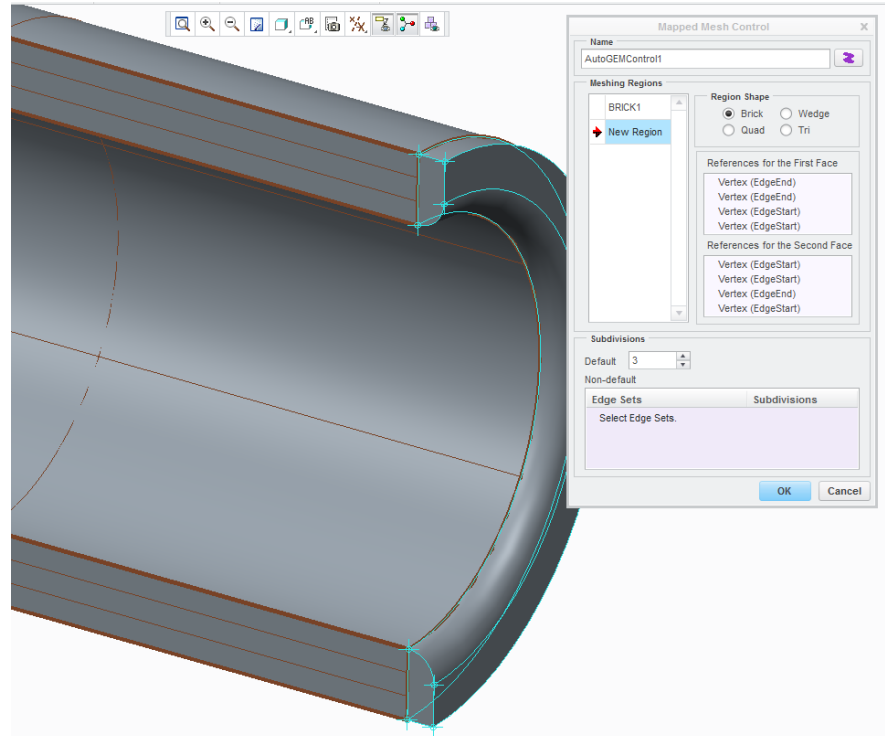 AB
Mapped Mesh Control
X
Name
AutoGEMControl1
Meshing Regions
BRICK1
New Region
Region Shape
Brick
Wedge
Quad
Tri
References for the First Face
Vertex (EdgeEnd)
Vertex (EdgeEnd)
Vertex (EdgeStart)
Vertex (EdgeStart)
References for the Second Face
Vertex (EdgeStart)
Vertex (EdgeStart)
Vertex (EdgeEnd)
Vertex (EdgeStart)
Subdivisions
Default 3
Non-default
Edge Sets Subdivisions
Select Edge Sets.
OK Cancel